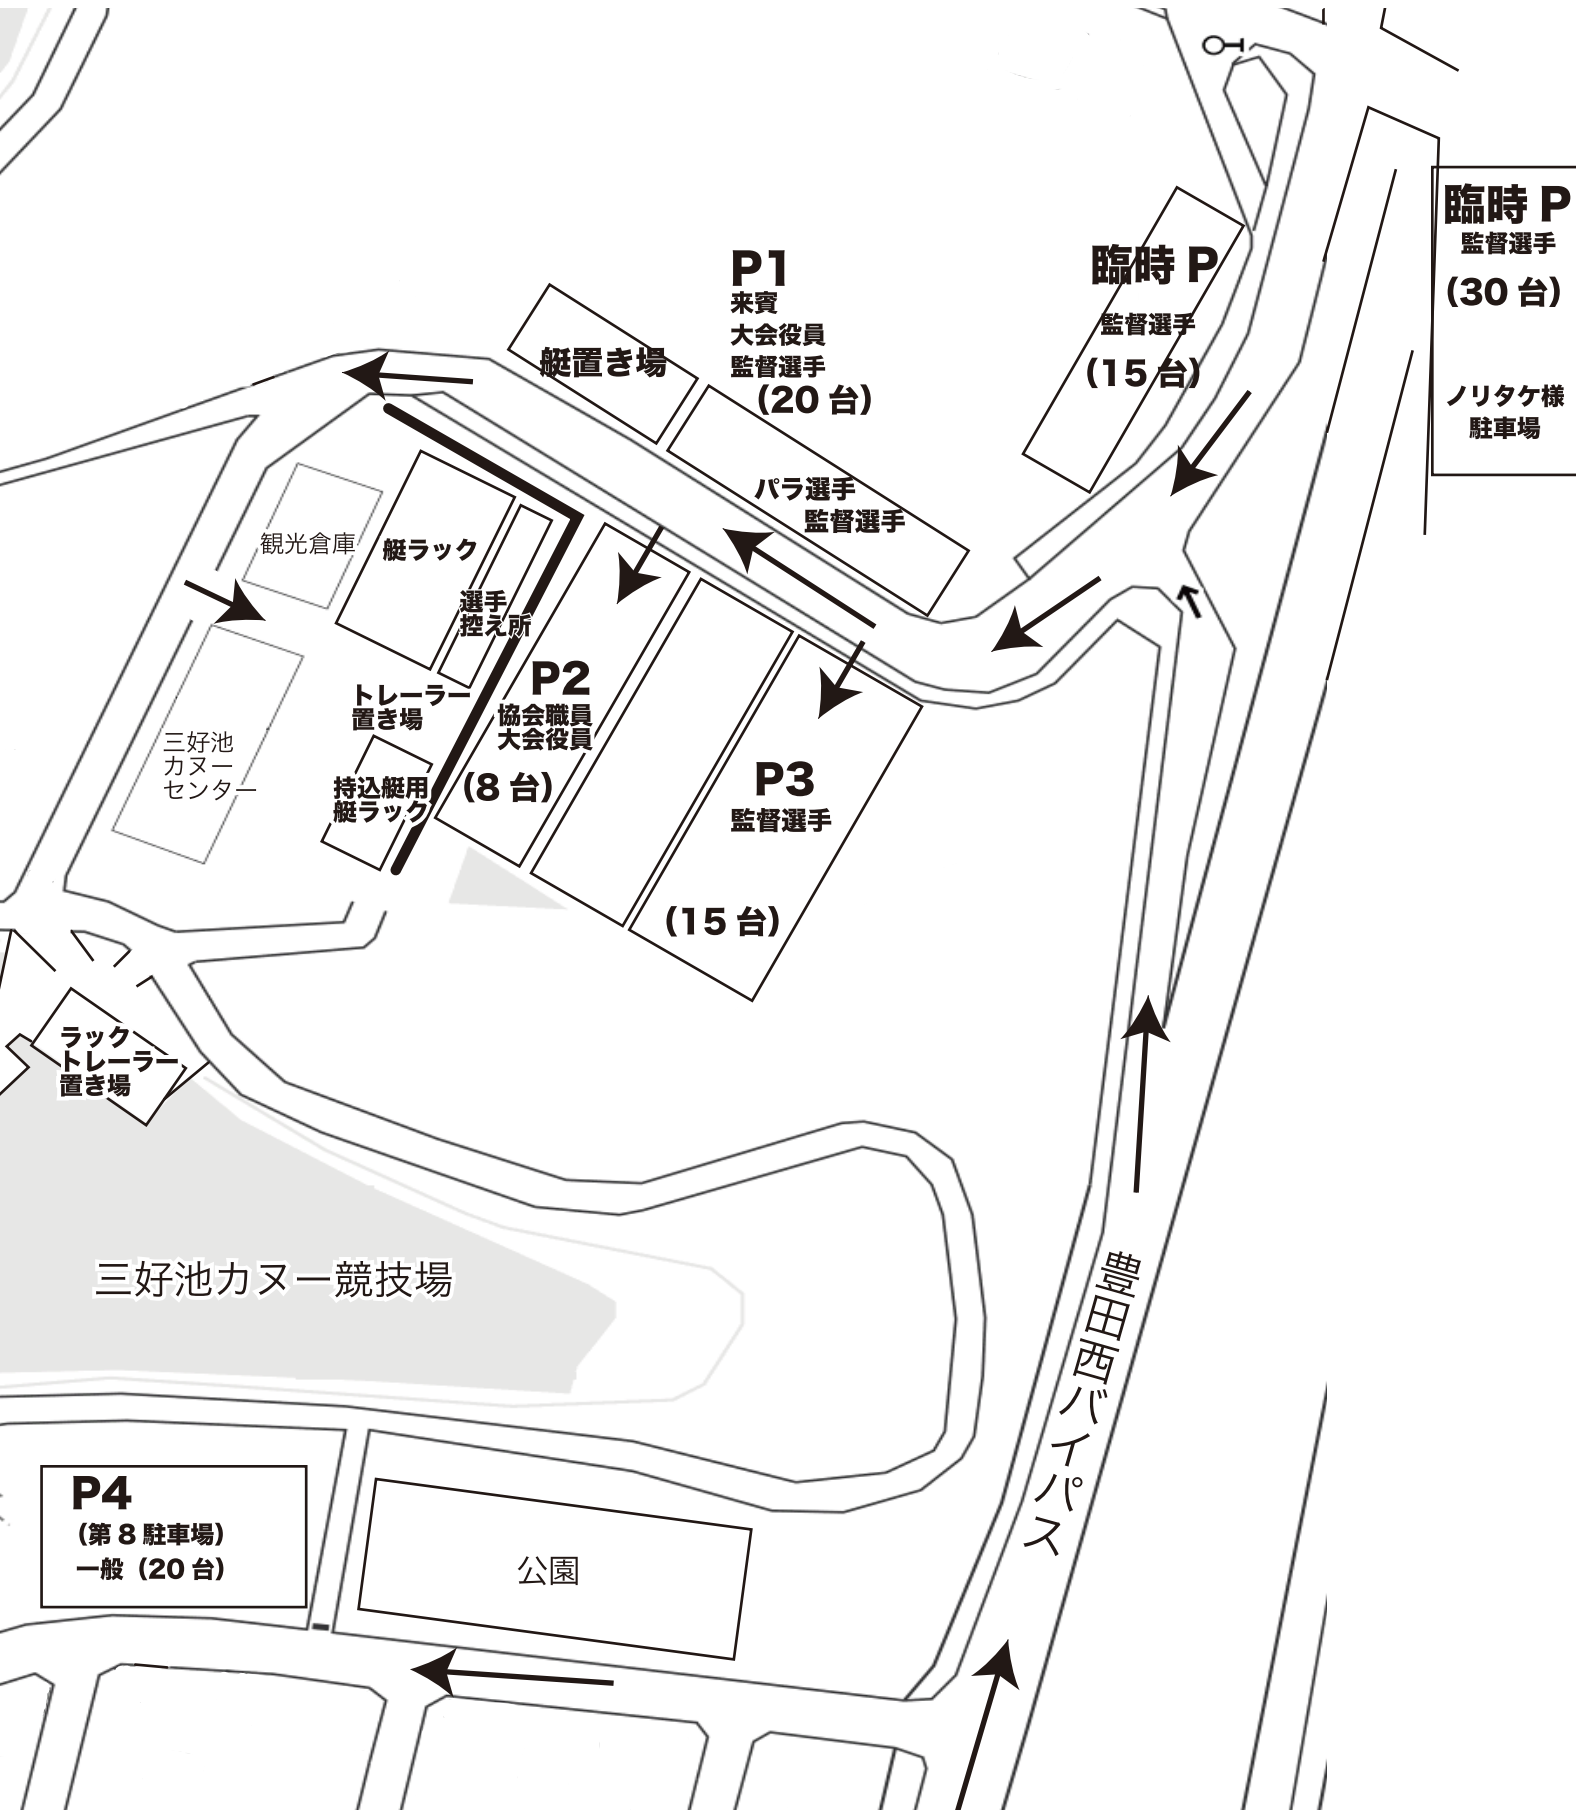 臨時 P
監督選手
(30 台)
ノリタケ様
駐車場
臨時 P
監督選手
(15 台)
P1
来賓
大会役員
監督選手
(20 台)
艇置き場
パラ選手
監督選手
観光倉庫
艇ラック
選手
控え所
P2
協会職員
大会役員
(8 台)
トレーラー
置き場
三好池
カヌー
センター
持込艇用
艇ラック
P3
監督選手
(15 台)
ラック
トレーラー
置き場
三好池カヌー競技場
豊田西バイパス
P4
(第 8 駐車場)
一般 (20 台)
公園